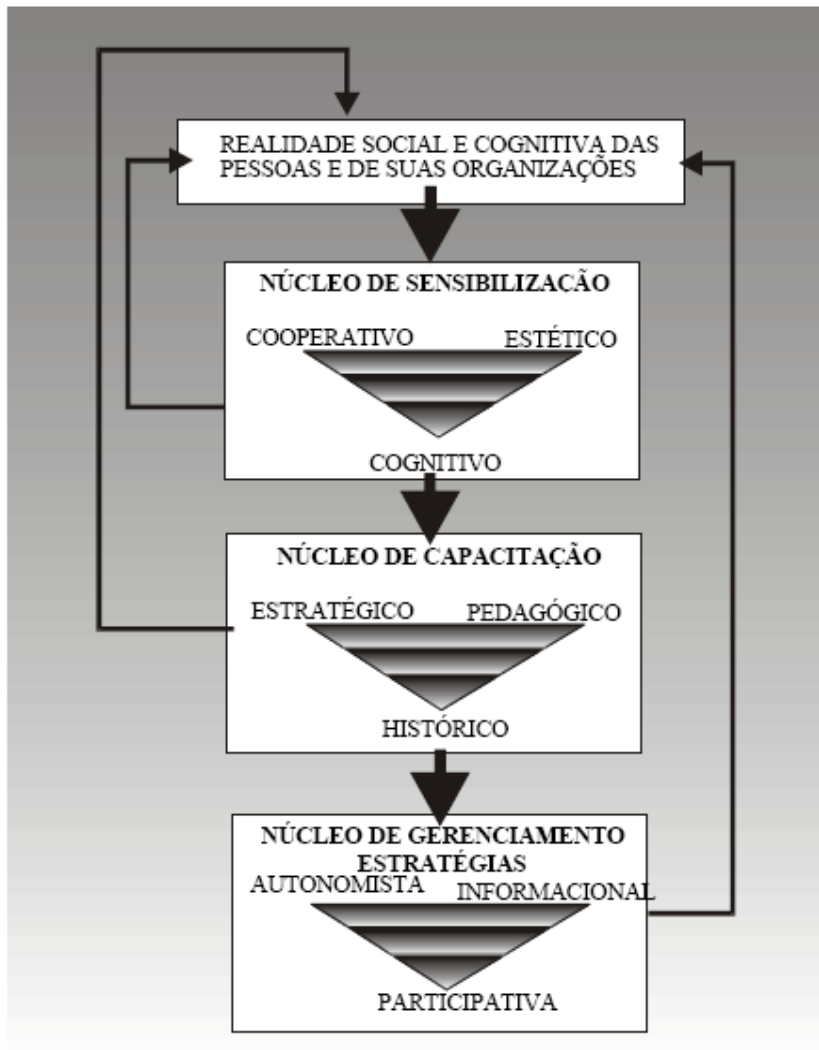 REALIDADE SOCIAL E COGNITIVA DAS
PESSOAS E DE SUAS ORGANIZAÇÕES
NÚCLEO DE SENSIBILIZAÇÃO
COOPERATIVO
ESTÉTICO
COGNITIVO
NÚCLEO DE CAPACITAÇÃO
ESTRATÉGICO
PEDAGÓGICO
HISTÓRICO
NÚCLEO DE GERENCIAMENTO
ESTRATÉGIAS
AUTONOMISTA
INFORMACIONAL
PARTICIPATIVA